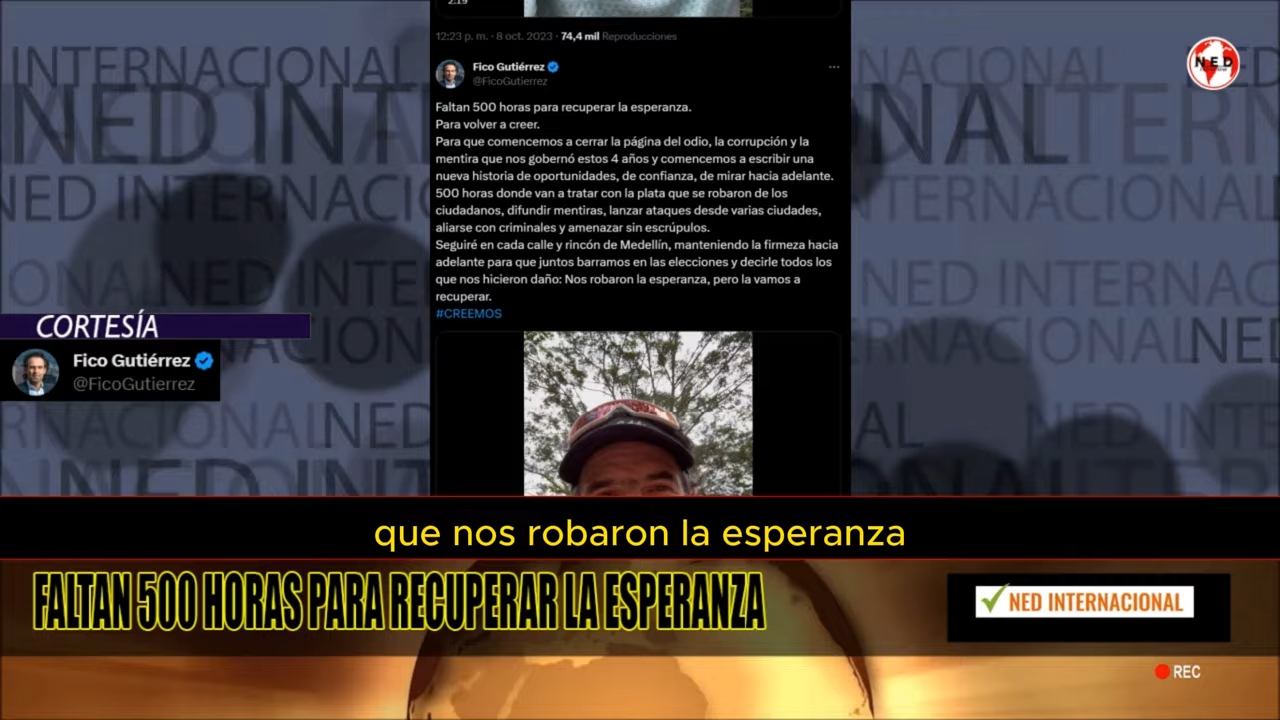 2:19
12:23 p. m. · 8 oct. 2023 · 74,4 mil Reproducciones
Fico Gutiérrez
@FicoGutierrez
Faltan 500 horas para recuperar la esperanza.
Para volver a creer.
Para que comencemos a cerrar la página del odio, la corrupción y la
mentira que nos gobernó estos 4 años y comencemos a escribir una
nueva historia de oportunidades, de confianza, de mirar hacia adelante.
500 horas donde van a tratar con la plata que se robaron de los
ciudadanos, difundir mentiras, lanzar ataques desde varias ciudades,
aliarse con criminales y amenazar sin escrúpulos.
Seguiré en cada calle y rincón de Medellín, manteniendo la firmeza hacia
adelante para que juntos barramos en las elecciones y decirle todos los
que nos hicieron daño: Nos robaron la esperanza, pero la vamos a
recuperar.
#CREEMOS
NED
CORTESÍA
Fico Gutiérrez
@FicoGutierrez
que nos robaron la esperanza
FALTAN 500 HORAS PARA RECUPERAR LA ESPERANZA
NED INTERNACIONAL
REC